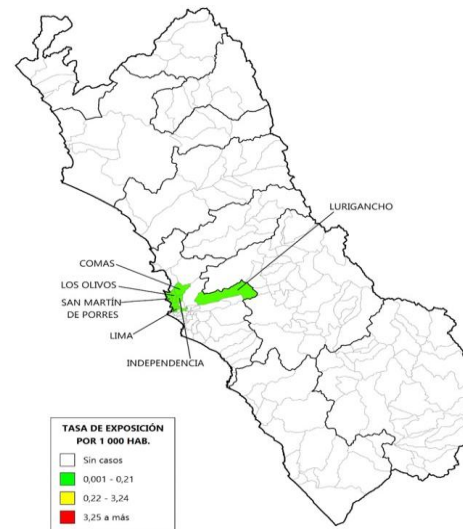 LURIGANCHO
COMAS
LOS OLIVOS
SAN MARTÍN
DE PORRES
LIMA
INDEPENDENCIA
TASA DE EXPOSICIÓN
POR 1 000 HAB.
Sin casos
0,001 - 0,21
0,22 - 3,24
3,25 a más